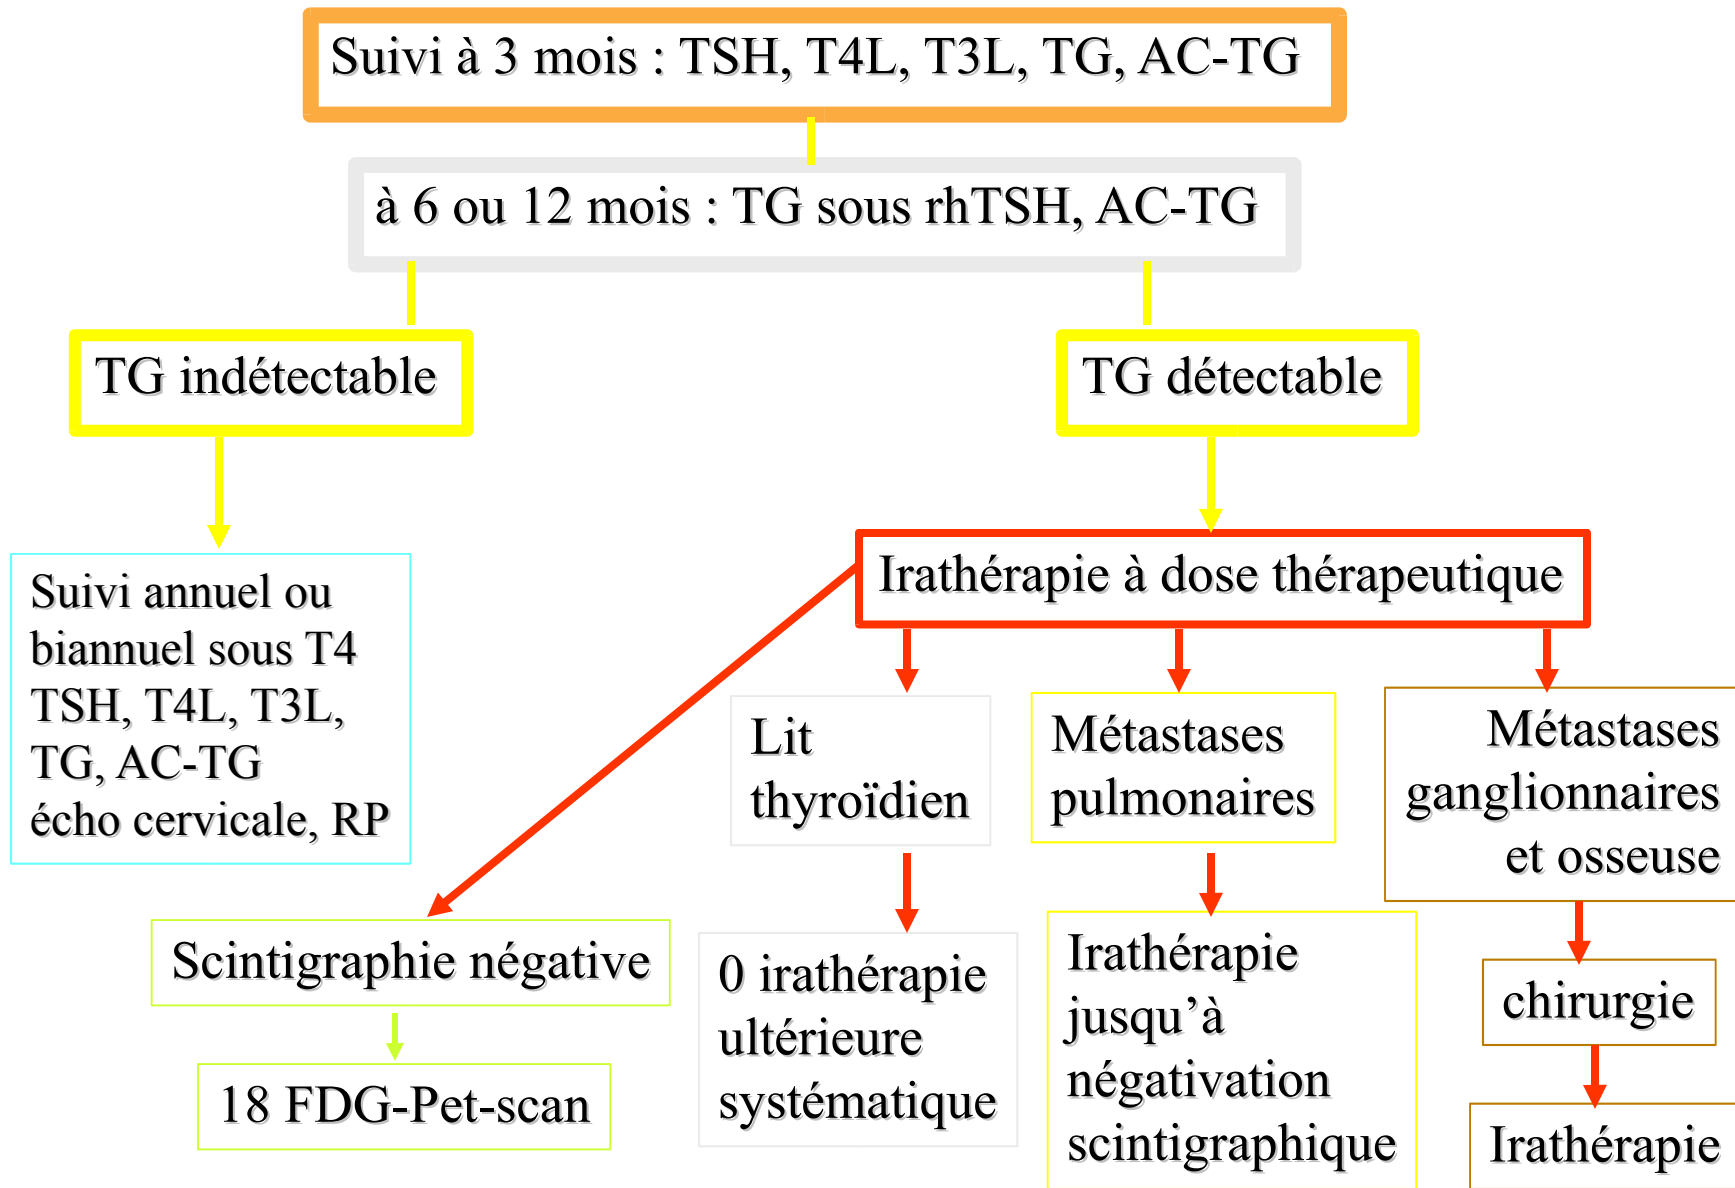 Suivi à 3 mois : TSH, T4L, T3L, TG, AC-TG
à 6 ou 12 mois : TG sous rhTSH, AC-TG
TG indétectable
TG détectable
Suivi annuel ou
biannuel sous T4
TSH, T4L, T3L,
TG, AC-TG
écho cervicale, RP
Irathérapie à dose thérapeutique
Scintigraphie négative
18 FDG-Pet-scan
Lit
thyroïdien
0 irathérapie
ultérieure
systématique
Métastases
pulmonaires
Irathérapie
jusqu’à
négativation
scintigraphique
Métastases
ganglionnaires
et osseuse
chirurgie
Irathérapie